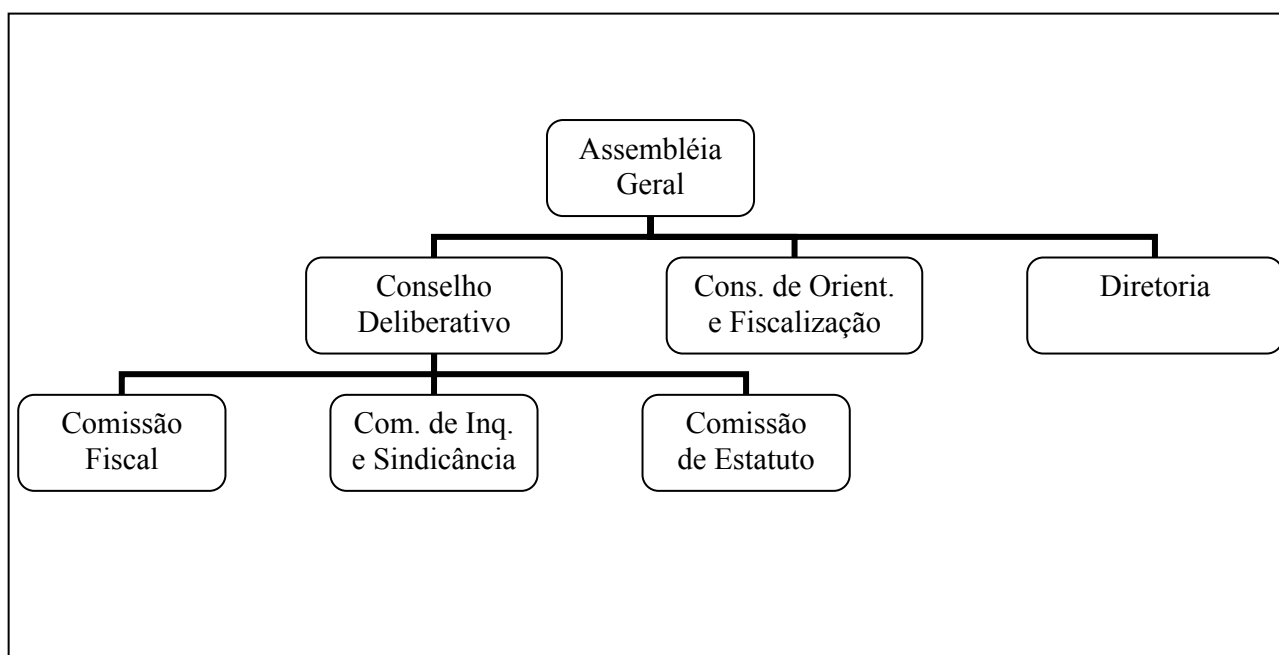 Assembléia
Geral
Conselho
Deliberativo
Cons. de Orient.
e Fiscalização
Diretoria
Comissão
Fiscal
Com. de Inq.
e Sindicância
Comissão
de Estatuto